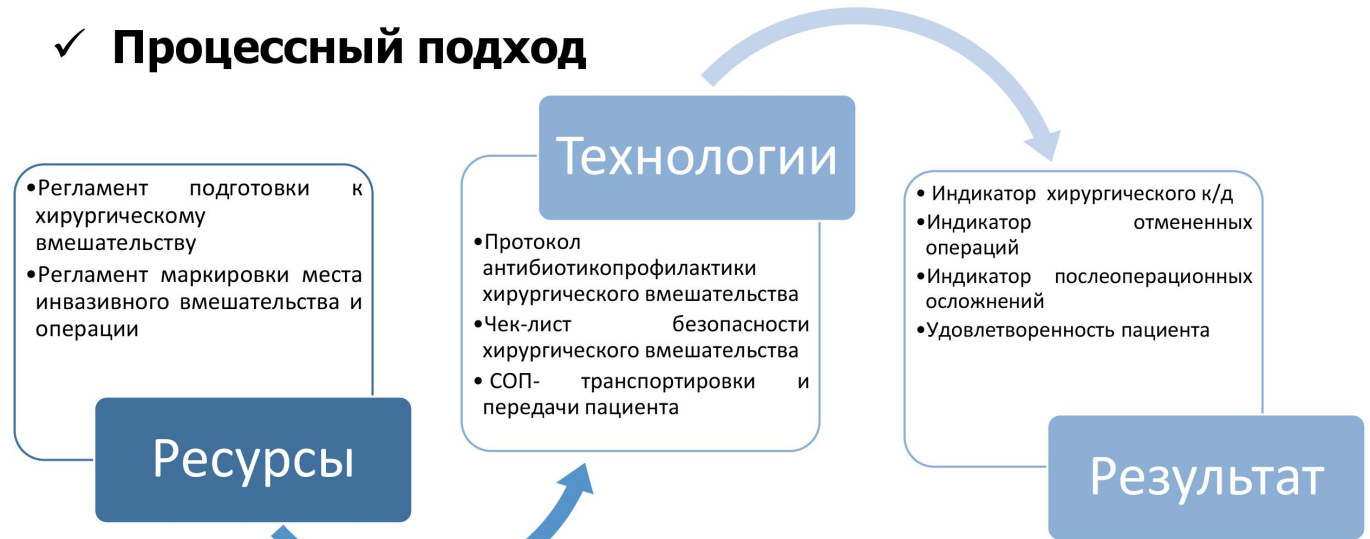 ✓ Процессный подход
•Регламент подготовки к
хирургическому
вмешательству
•Регламент маркировки места
инвазивного вмешательства и
операции
Ресурсы
Технологии
•Протокол
антибиотикопрофилактики
хирургического вмешательства
•Чек-лист безопасности
хирургического вмешательства
• СОП- транспортировки и
передачи пациента
• Индикатор хирургического к/д
•Индикатор отмененных
операций
•Индикатор послеоперационных
осложнений
•Удовлетворенность пациента
Результат